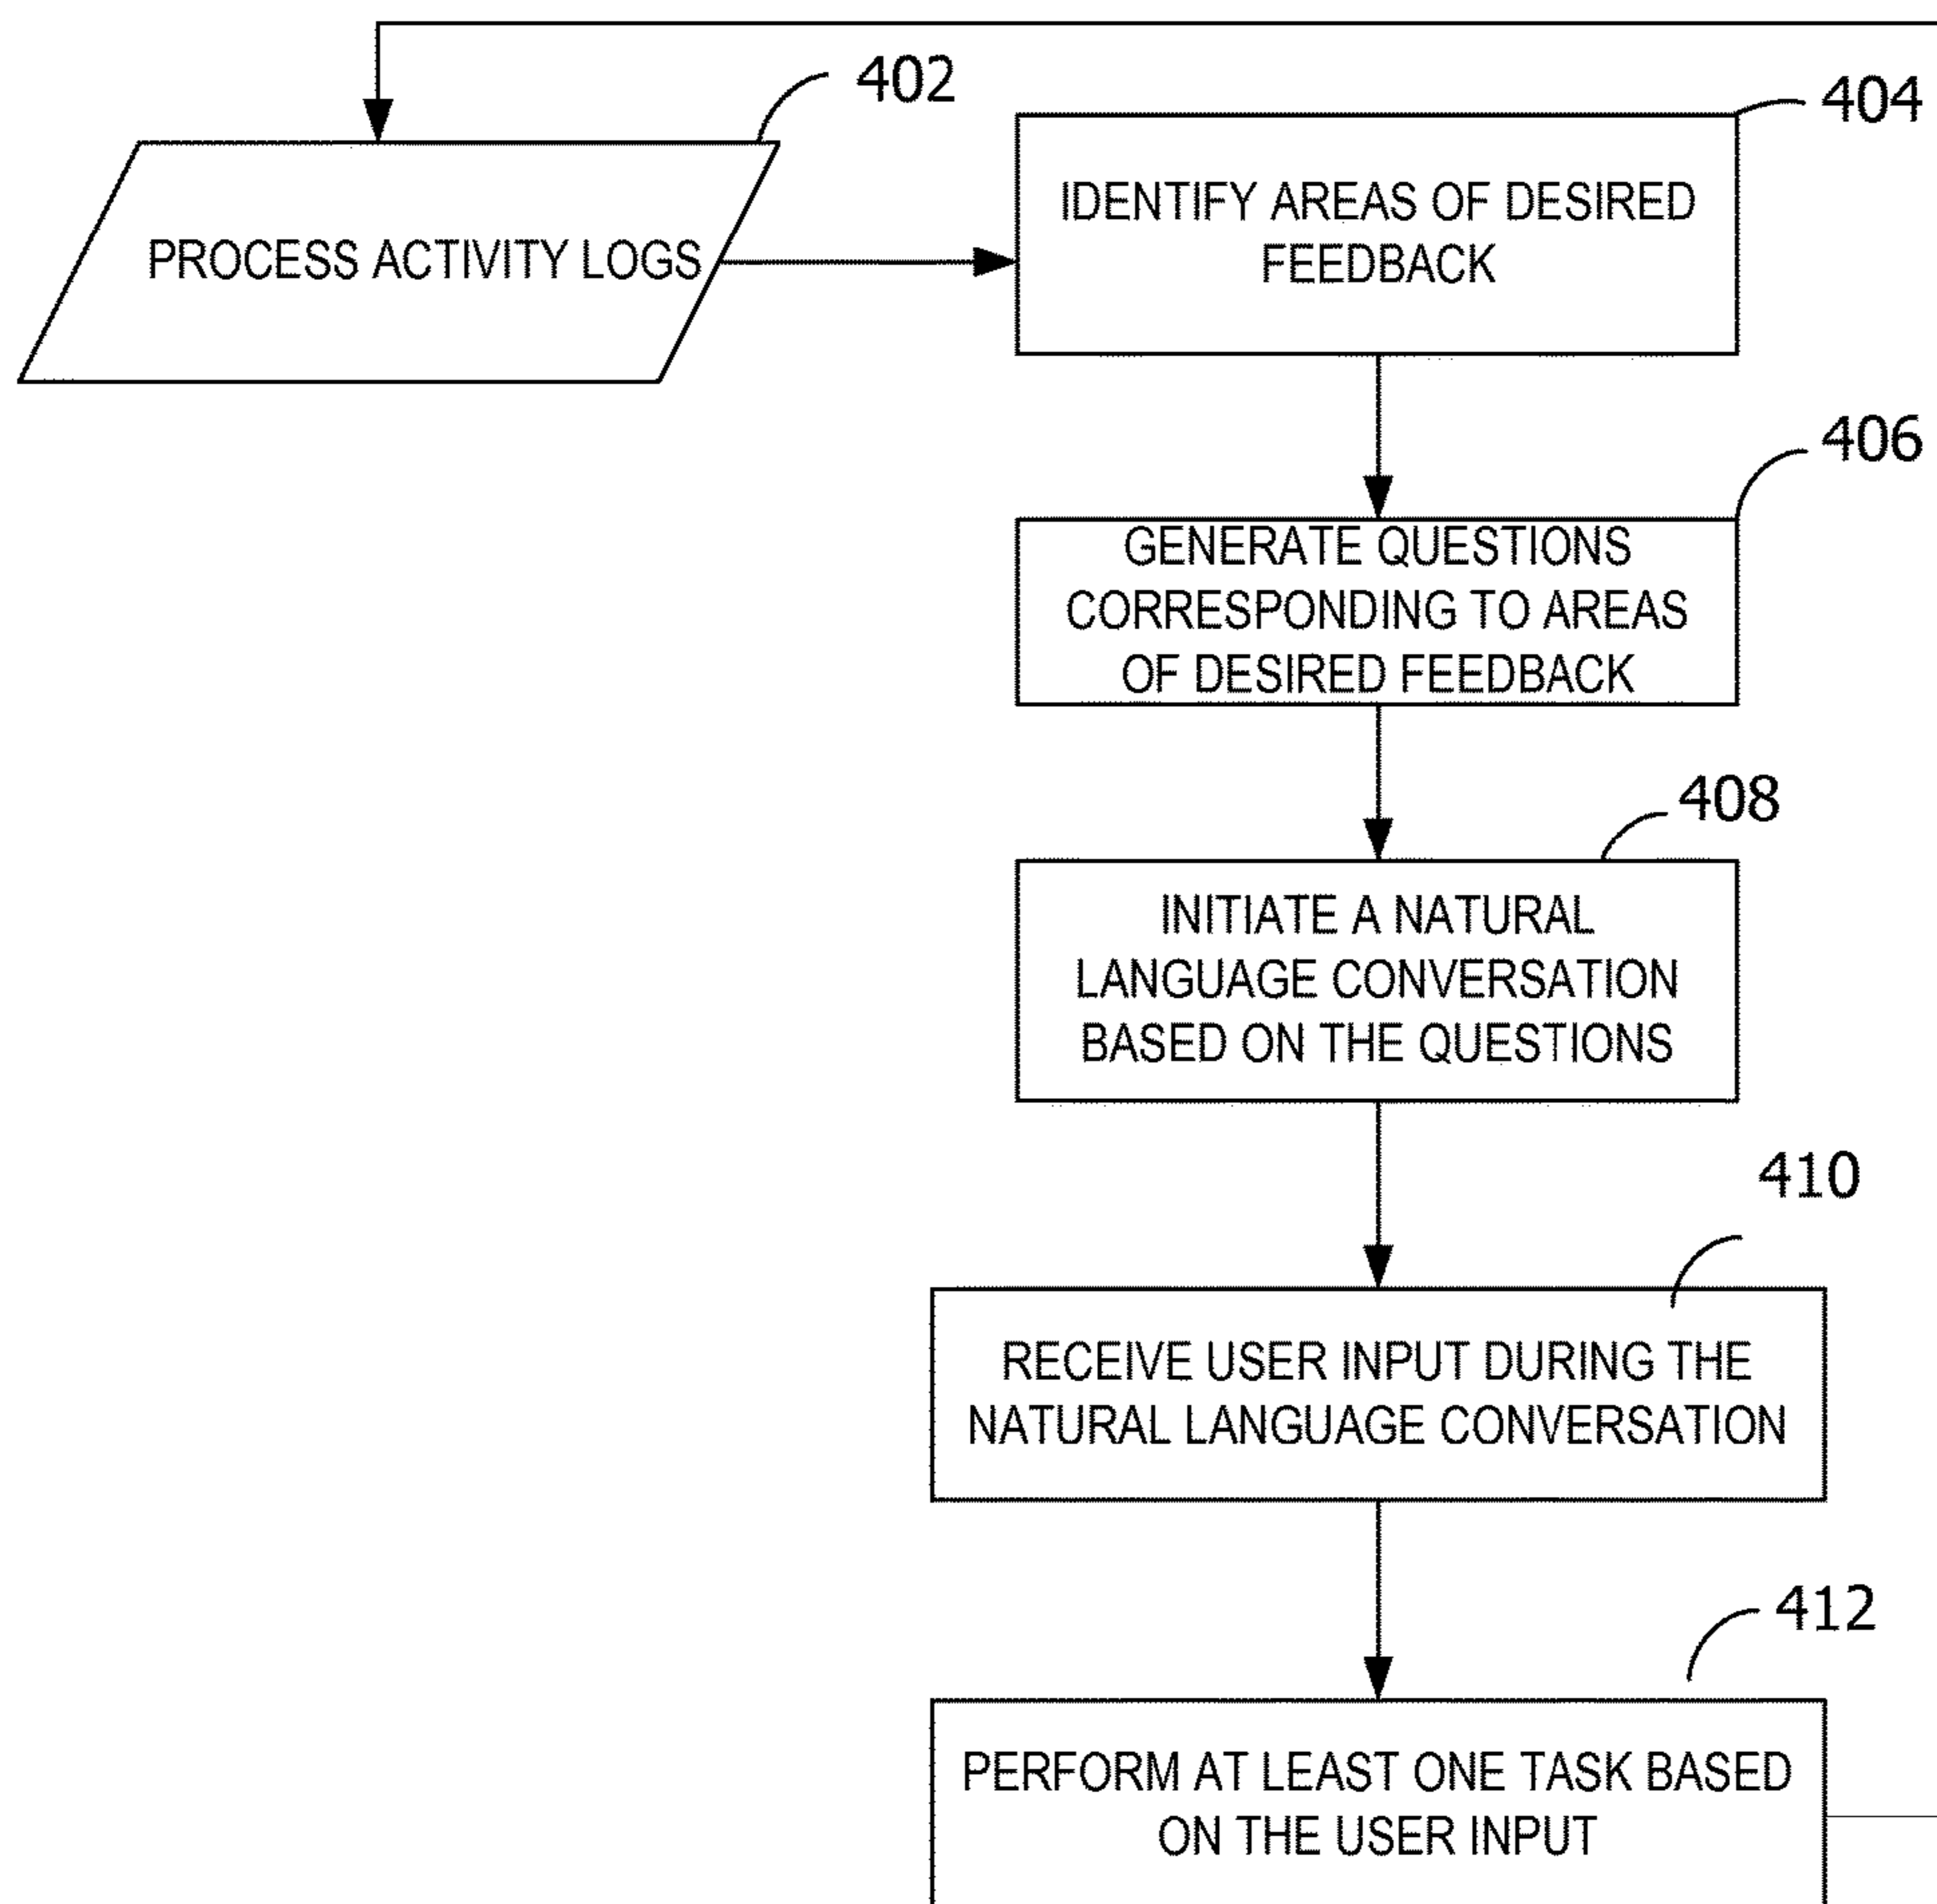 402
PROCESS ACTIVITY LOGS
404
IDENTIFY AREAS OF DESIRED
FEEDBACK
406
GENERATE QUESTIONS
CORRESPONDING TO AREAS
OF DESIRED FEEDBACK
408
INITIATE A NATURAL
LANGUAGE CONVERSATION
BASED ON THE QUESTIONS
410
RECEIVE USER INPUT DURING THE
NATURAL LANGUAGE CONVERSATION
412
PERFORM AT LEAST ONE TASK BASED
ON THE USER INPUT